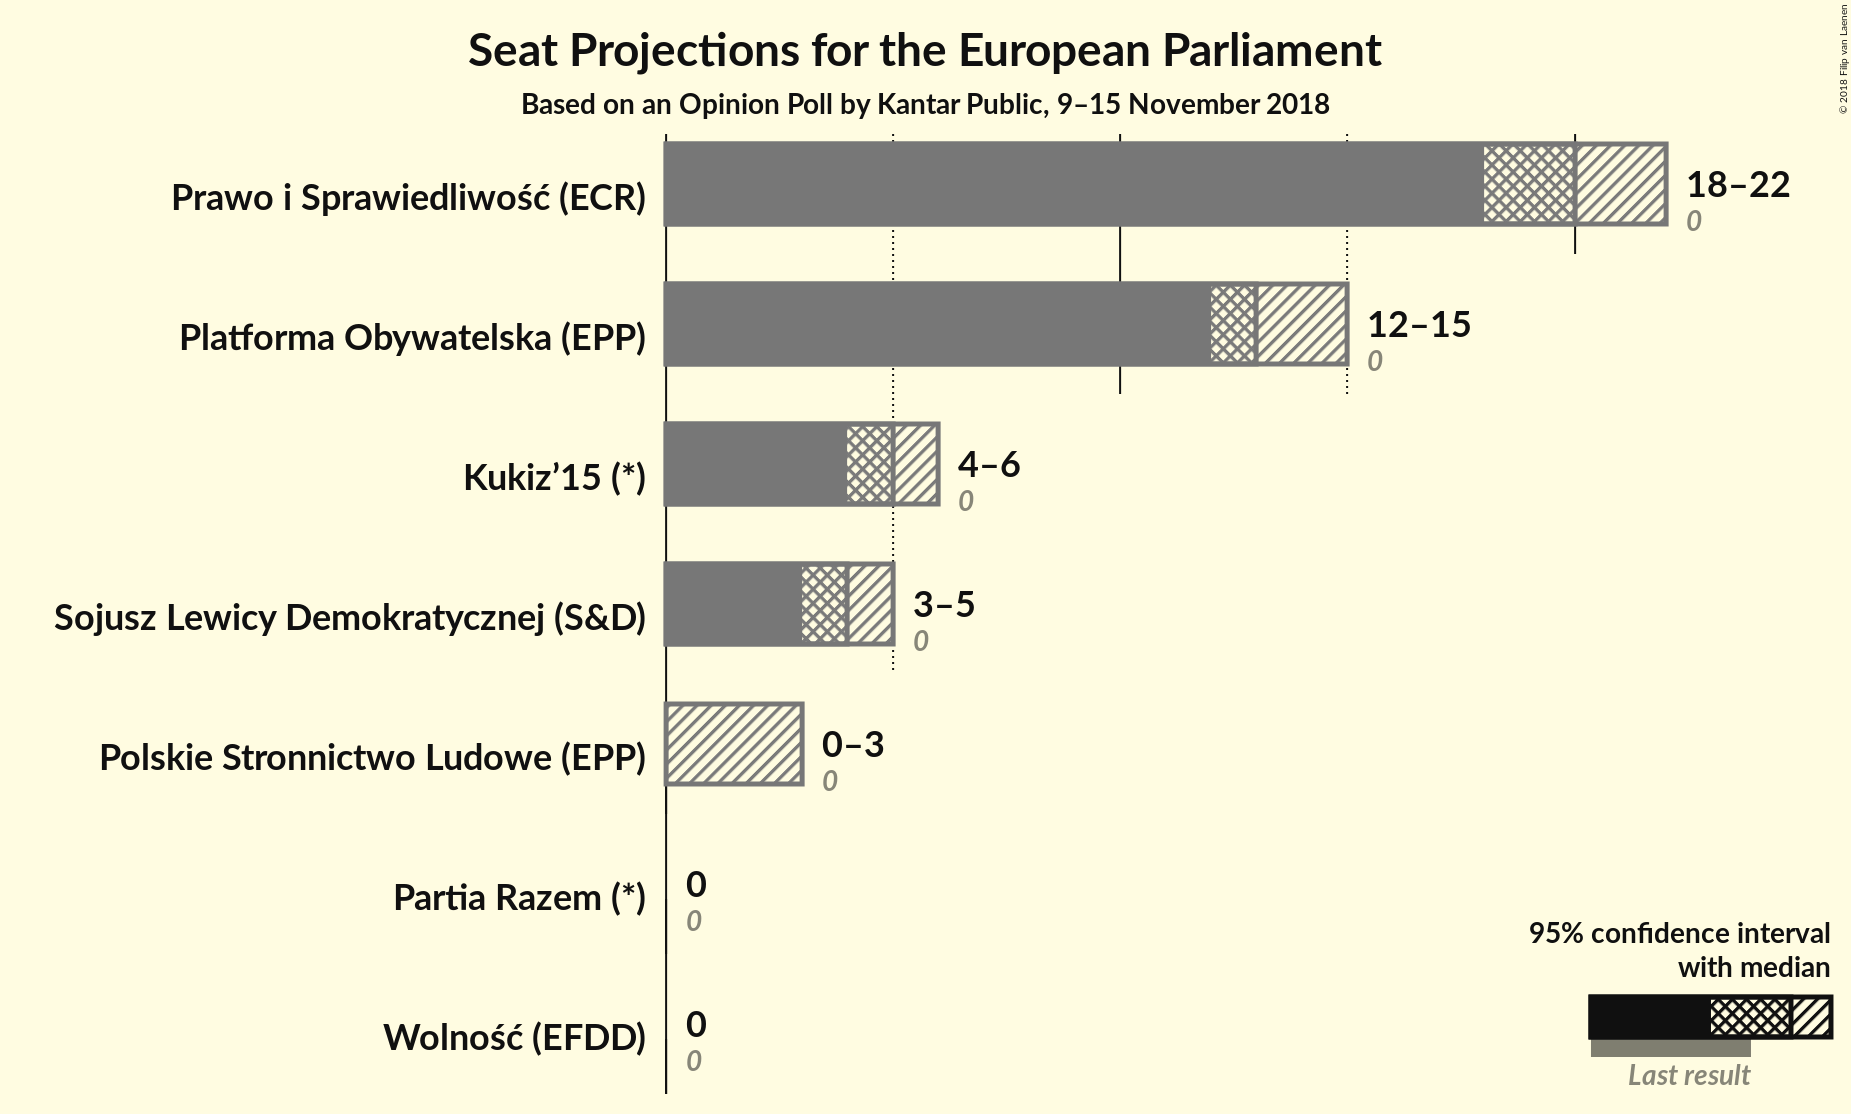 Seat Projections for the European Parliament
Based on an Opinion Poll by Kantar Public, 9–15 November 2018
© 2018 Filip van Laenen
Prawo i Sprawiedliwość (ECR)
18–22
0
Platforma Obywatelska (EPP)
12–15
0
Kukiz’15 (*)
4–6
0
Sojusz Lewicy Demokratycznej (S&D)
3–5
0
Polskie Stronnictwo Ludowe (EPP)
0–3
0
Partia Razem (*)
0
0
Wolność (EFDD)
0
0
95% confidence interval
with median
Last result